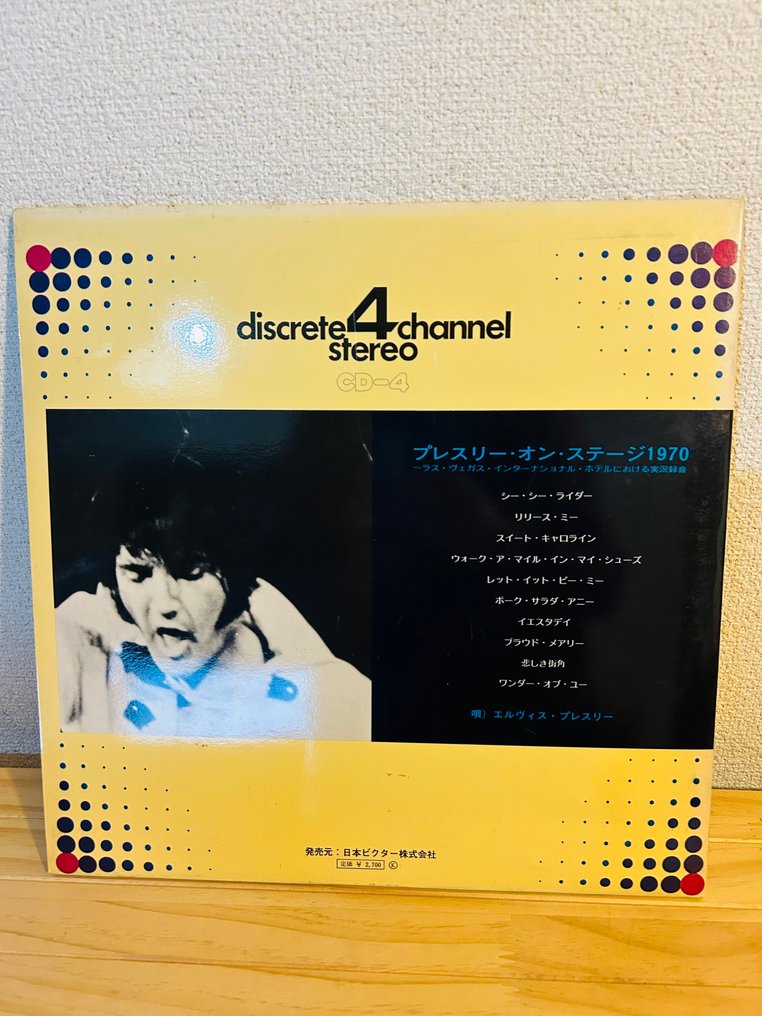 discrete 4 channel
stereo
CD-4
プレスリー・オン・ステージ1970
〜ラス・ヴェガス・インターナショナル・ホテルにおける実況録音
シー・シー・ライダー
リリース・ミー
スイート・キャロライン
ウォーク・ア・マイル・イン・マイ・シューズ
レット・イット・ビー・ミー
ポーク・サラダ・アニー
イエスタデイ
プラウド・メアリー
悲しき街角
ワンダー・オブ・ユー
唄) エルヴィス・プレスリー
発売元:日本ビクター株式会社
定価 ¥ 2,700 Ⓚ